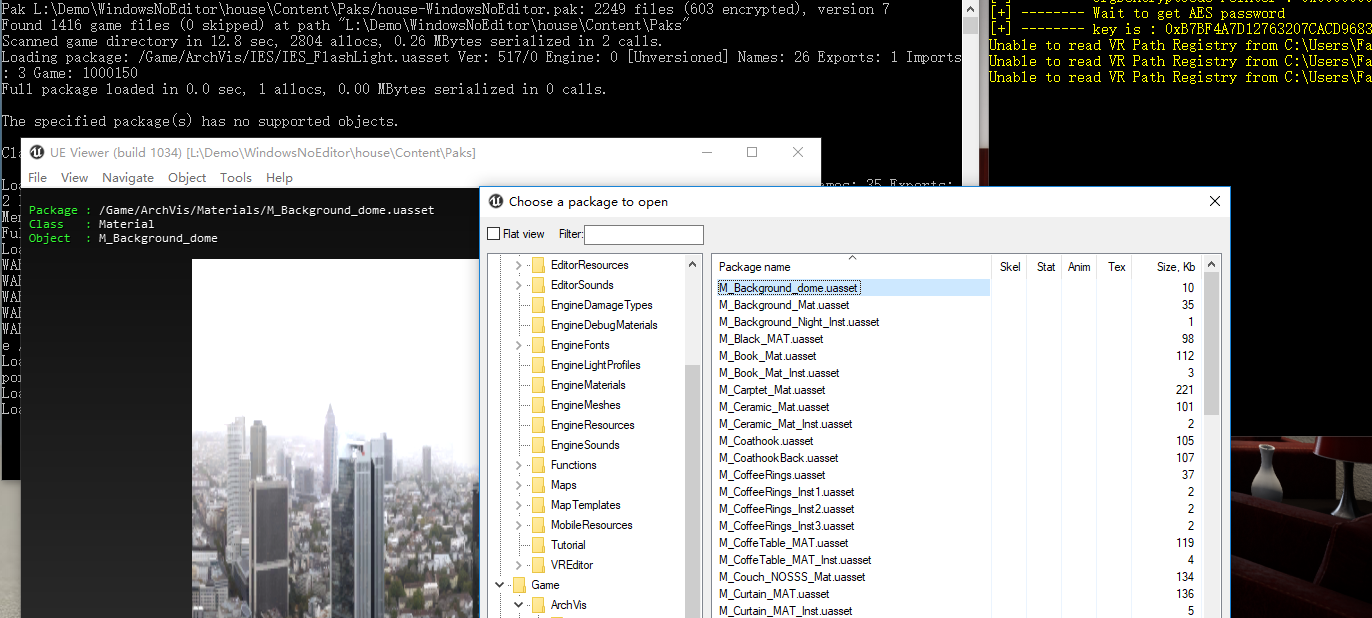 Pak L:\Demo\WindowsNoEditor\house\Content\Paks/house-WindowsNoEditor.pak: 2249 files (603 encrypted), version 7
Found 1416 game files (0 skipped) at path "L:\Demo\WindowsNoEditor\house\Content\Paks"
Scanned game directory in 12.8 sec, 2804 allocs, 0.26 MBytes serialized in 2 calls.
Loading package: /Game/ArchVis/IES/IES_FlashLight.uasset Ver: 517/0 Engine: 0 [Unversioned] Names: 26 Exports: 1 Imports
: 3 Game: 1000150
Full package loaded in 0.0 sec, 1 allocs, 0.00 MBytes serialized in 0 calls.
The specified package(s) has no supported objects.
[+] -------- Wait to get AES password
[+] -------- key is : 0xB7BF4A7D12763207CACD9683
Unable to read VR Path Registry from C:\Users\Fa
Unable to read VR Path Registry from C:\Users\Fa
Unable to read VR Path Registry from C:\Users\Fa
UE Viewer (build 1034) [L:\Demo\WindowsNoEditor\house\Content\Paks]
File View Navigate Object Tools Help
Package : /Game/ArchVis/Materials/M_Background_dome.uasset
Class : Material
Object : M_Background_dome
Choose a package to open
Flat view Filter:
EditorResources
EditorSounds
EngineDamageTypes
EngineDebugMaterials
EngineFonts
EngineLightProfiles
EngineMaterials
EngineMeshes
EngineResources
EngineSounds
Functions
Maps
MapTemplates
MobileResources
Tutorial
VREditor
Game
ArchVis
Package name Skel Stat Anim Tex Size, Kb
M_Background_dome.uasset 10
M_Background_Mat.uasset 35
M_Background_Night_Inst.uasset 1
M_Black_MAT.uasset 98
M_Book_Mat.uasset 112
M_Book_Mat_Inst.uasset 3
M_Carptet_Mat.uasset 221
M_Ceramic_Mat.uasset 101
M_Ceramic_Mat_Inst.uasset 2
M_Coathook.uasset 105
M_CoathookBack.uasset 107
M_CoffeeRings.uasset 37
M_CoffeeRings_Inst1.uasset 2
M_CoffeeRings_Inst2.uasset 2
M_CoffeeRings_Inst3.uasset 2
M_CoffeTable_MAT.uasset 119
M_CoffeTable_MAT_Inst.uasset 4
M_Couch_NOSSS_Mat.uasset 134
M_Curtain_MAT.uasset 136
M_Curtain_MAT_Inst.uasset 5